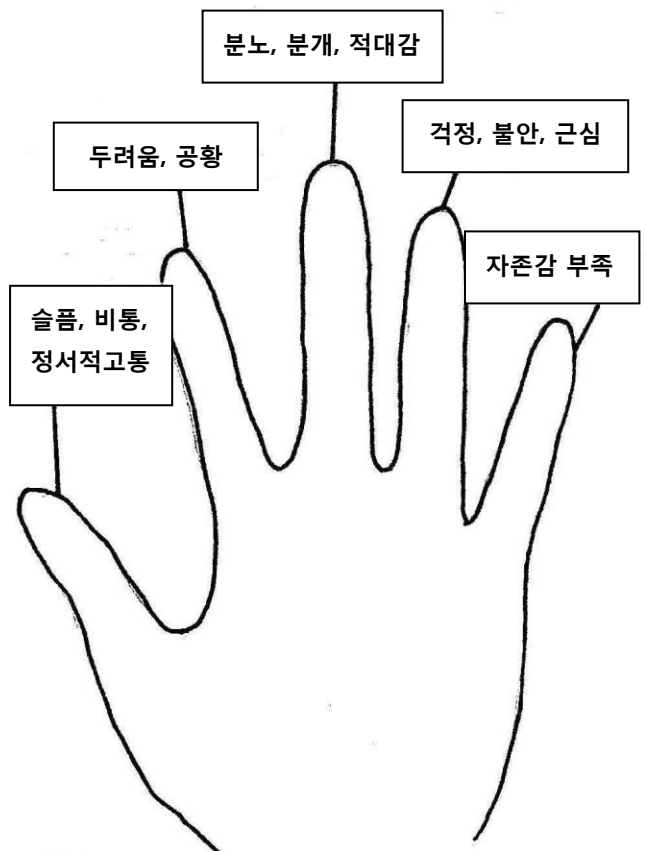 분노, 분개, 적대감
걱정, 불안, 근심
두려움, 공황
자존감 부족
슬픔, 비통,
정서적고통